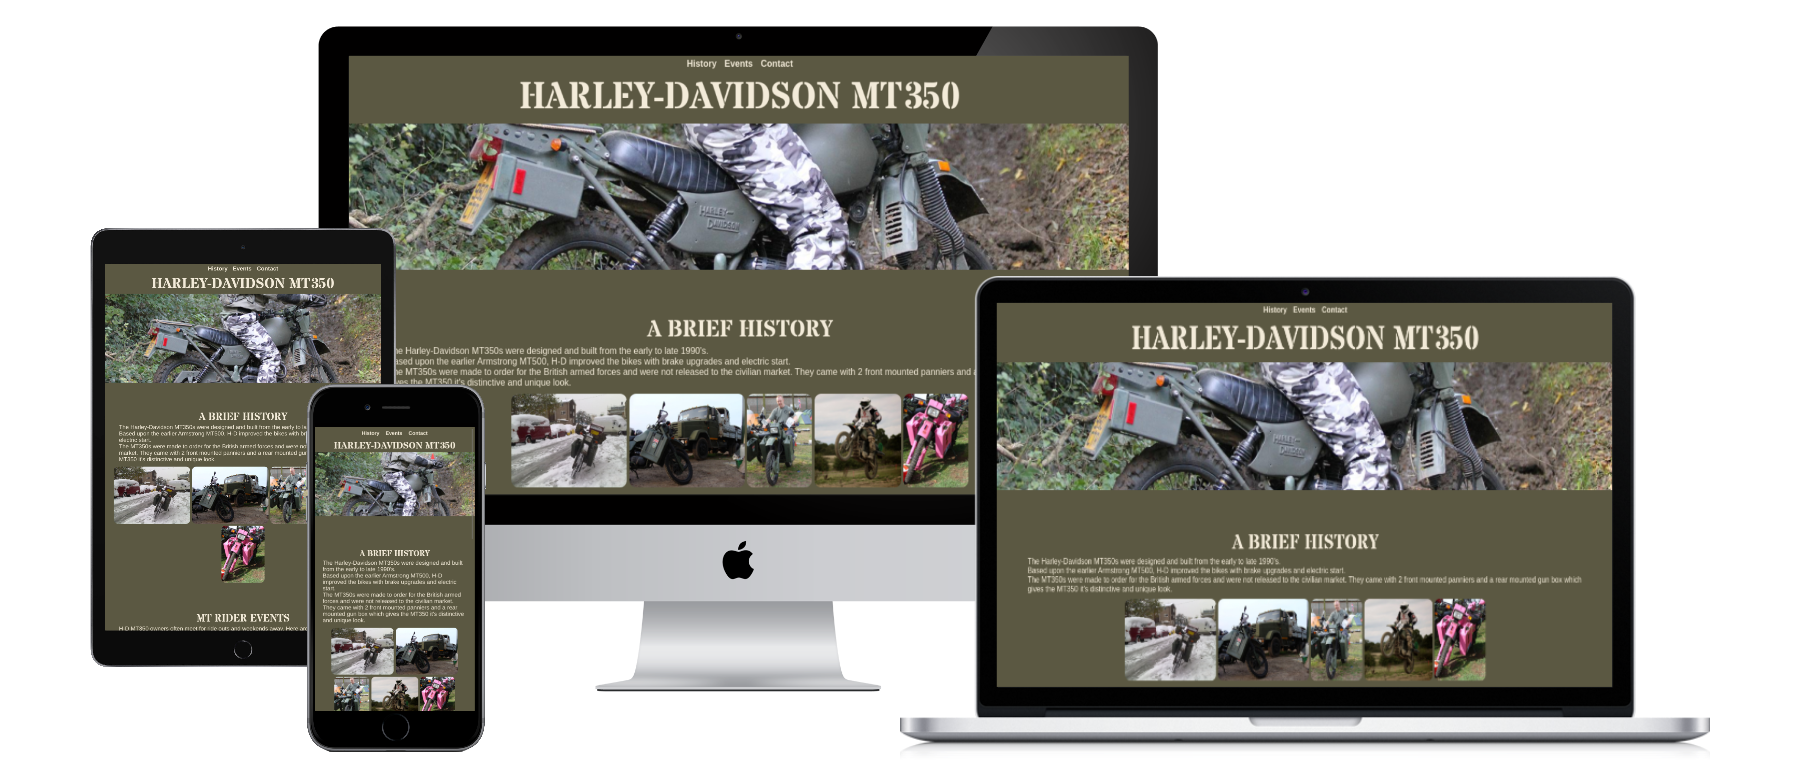 History Events Contact
HARLEY-DAVIDSON MT350
HARLEY-
DAVIDSON
A BRIEF HISTORY
he Harley-Davidson MT350s were designed and built from the early to late 1990's.
ased upon the earlier Armstrong MT500, H-D improved the bikes with brake upgrades and electric start.
he MT350s were made to order for the British armed forces and were not released to the civilian market. They came with 2 front mounted panniers and a
ves the MT350 it's distinctive and unique look.
History Events Contact
HARLEY-DAVIDSON MT350
A BRIEF HISTORY
The Harley-Davidson MT350s were designed and built from the early to la
Based upon the earlier Armstrong MT500, H-D improved the bikes with br
electric start.
The MT350s were made to order for the British armed forces and were no
market. They came with 2 front mounted panniers and a rear mounted gun
MT350 it's distinctive and unique look.
MT RIDER EVENTS
H-D MT350 owners often meet for ride outs and weekends away. Here are
History Events Contact
HARLEY-DAVIDSON MT350
A BRIEF HISTORY
The Harley-Davidson MT350s were designed and built
from the early to late 1990's.
Based upon the earlier Armstrong MT500, H-D
improved the bikes with brake upgrades and electric
start.
The MT350s were made to order for the British armed
forces and were not released to the civilian market.
They came with 2 front mounted panniers and a rear
mounted gun box which gives the MT350 it's distinctive
and unique look.
History Events Contact
HARLEY-DAVIDSON MT350
HARLEY-
DAVIDSON
A BRIEF HISTORY
The Harley-Davidson MT350s were designed and built from the early to late 1990's.
Based upon the earlier Armstrong MT500, H-D improved the bikes with brake upgrades and electric start.
The MT350s were made to order for the British armed forces and were not released to the civilian market. They came with 2 front mounted panniers and a rear mounted gun box which
gives the MT350 it's distinctive and unique look.